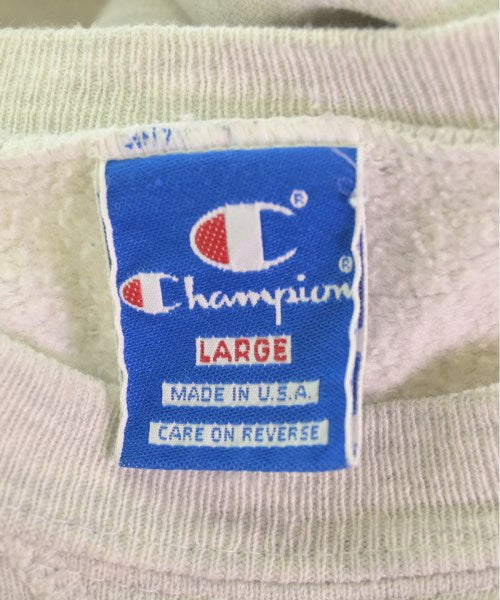 ®
Champion®
LARGE
MADE IN U.S.A.
CARE ON REVERSE